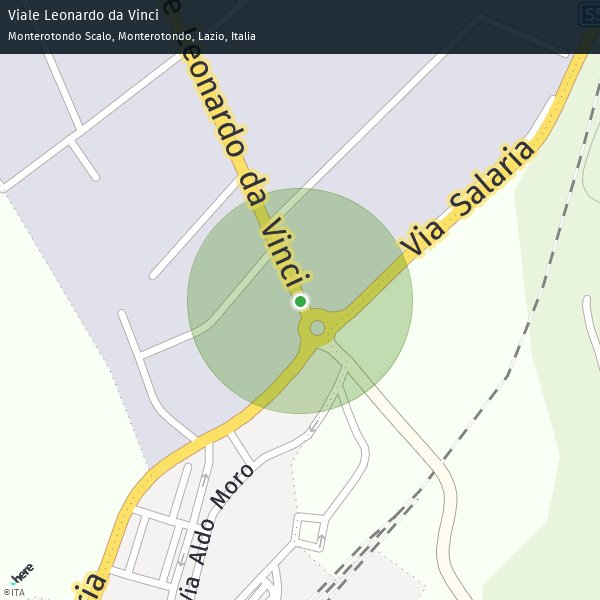 Viale Leonardo da Vinci
Monterotondo Scalo, Monterotondo, Lazio, Italia
SS
e Leonardo da Vinci
Via Salaria
Via Aldo Moro
ria
here
©ITA